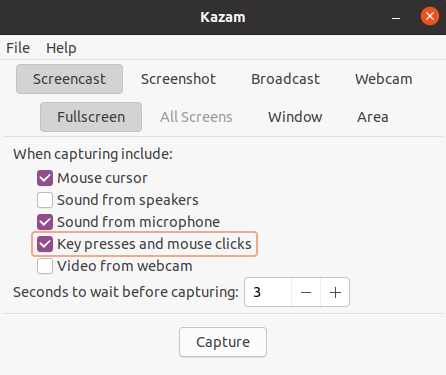 Kazam
File Help
Screencast Screenshot Broadcast Webcam
Fullscreen All Screens Window Area
When capturing include:
Mouse cursor
Sound from speakers
Sound from microphone
Key presses and mouse clicks
Video from webcam
Seconds to wait before capturing: 3 − +
Capture